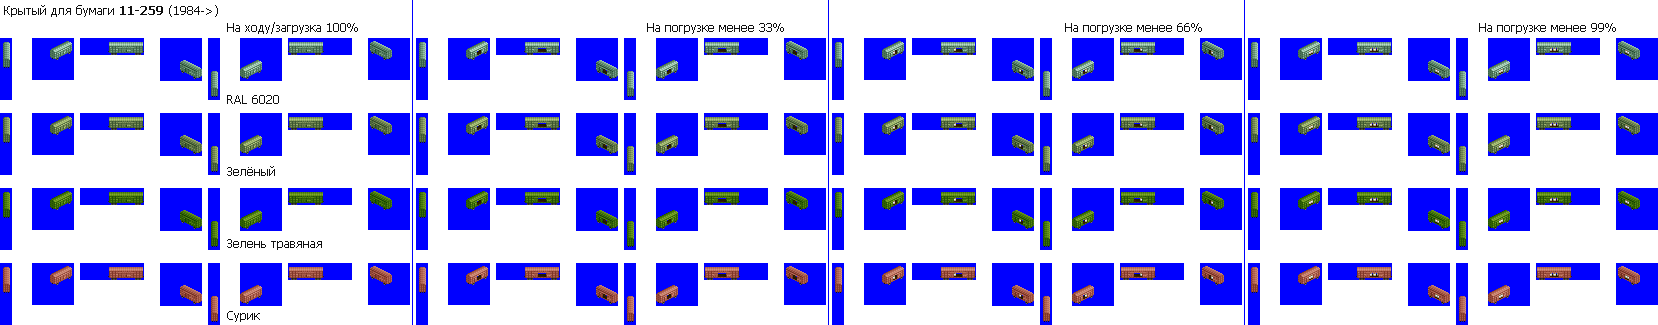 Крытый для бумаги 11-259 (1984->)
На ходу/загрузка 100%
На погрузке менее 33%
На погрузке менее 66%
На погрузке менее 99%
RAL 6020
Зелёный
Зелень травяная
Сурик